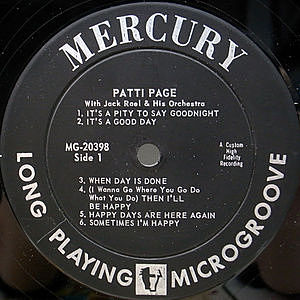 MERCURY
PATTI PAGE
With Jack Rael & His Orchestra
1. IT'S A PITY TO SAY GOODNIGHT
2. IT'S A GOOD DAY
MG-20398
Side 1
A Custom
High
Fidelity
Recording
3. WHEN DAY IS DONE
4. (I Wanna Go Where You Go Do
What You Do) THEN I'LL
BE HAPPY
5. HAPPY DAYS ARE HERE AGAIN
6. SOMETIMES I'M HAPPY
LONG PLAYING MICROGROOVE